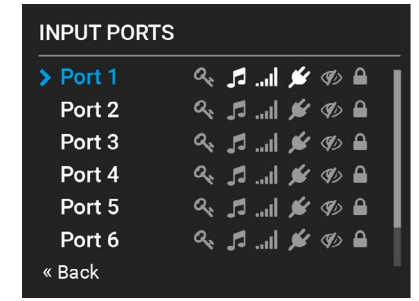 INPUT PORTS
Port 1
Port 2
Port 3
Port 4
Port 5
Port 6
« Back